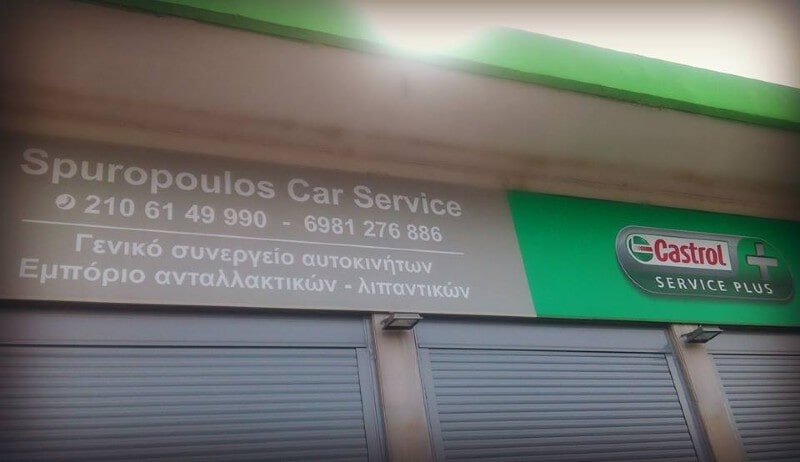 Spuropoulos Car Service
210 61 49 990 - 6981 276 886
Γενικό συνεργείο αυτοκινήτων
Εμπόριο ανταλλακτικών - λιπαντικών
Castrol
SERVICE PLUS